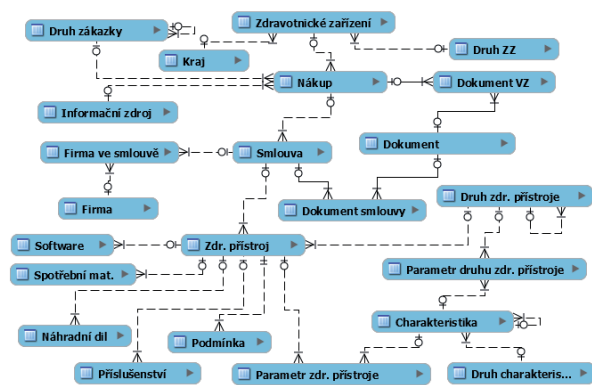 Druh zákazky
Zdravotnické zařízení
Kraj
Druh ZZ
Nákup
Dokument VZ
Informační zdroj
Firma ve smlouvě
Smlouva
Dokument
Firma
Dokument smlouvy
Druh zdr. přístroje
Software
Zdr. přístroj
Spotřební mat.
Parametr druhu zdr. přístroje
Náhradní díl
Podmínka
Charakteristika
Příslušenství
Parametr zdr. přístroje
Druh charakteris...